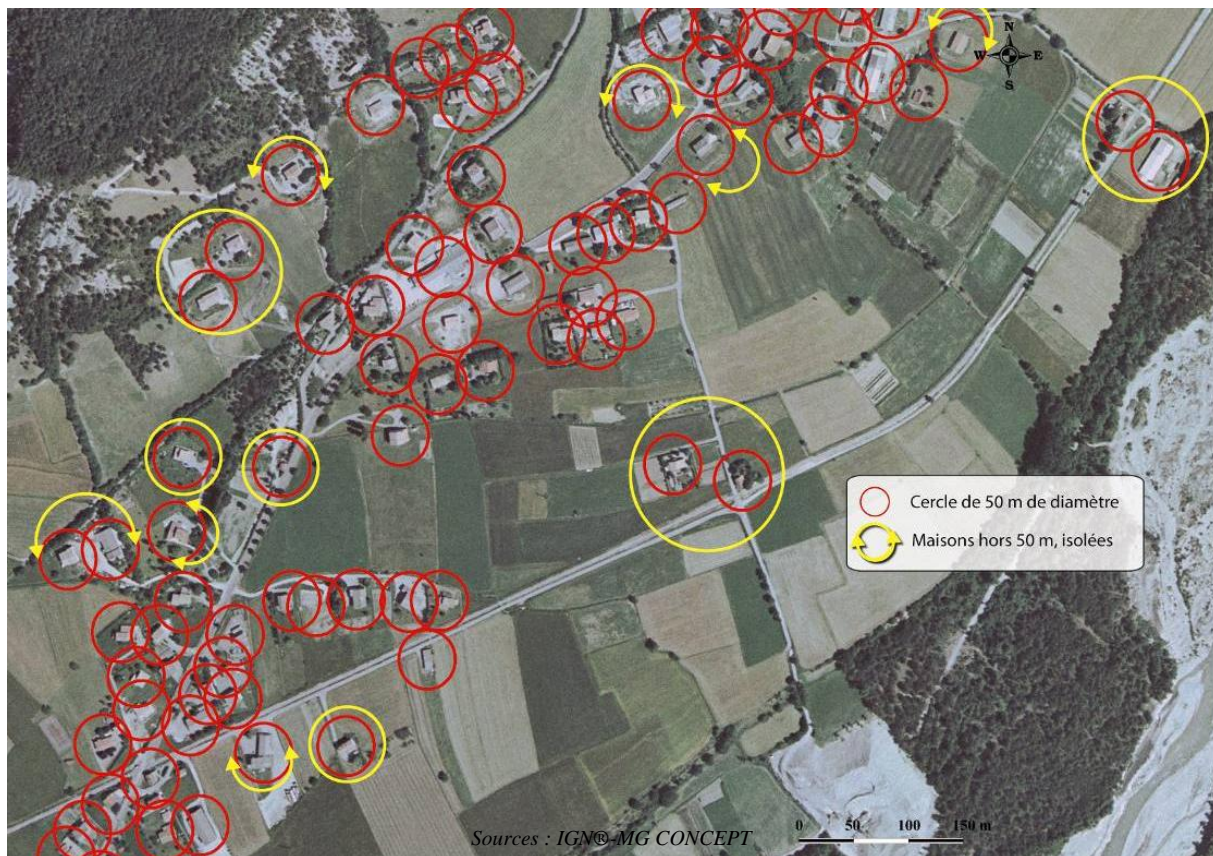 N
W E
S
Cercle de 50 m de diamètre
Maisons hors 50 m, isolées
Sources : IGN®-MG CONCEPT
0 50 100 150 m